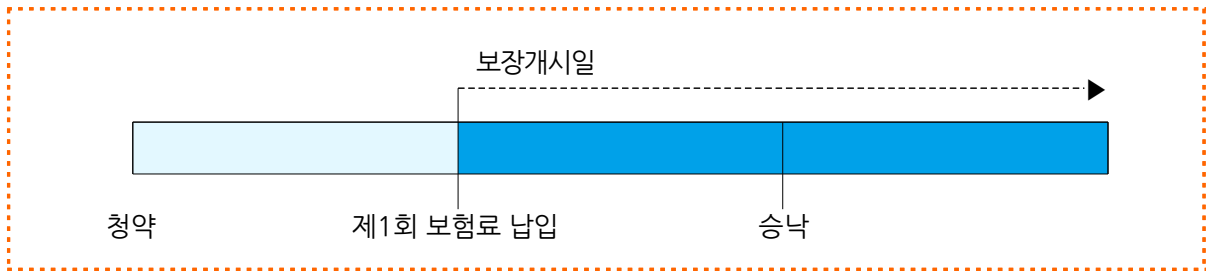 보장개시일
청약
제1회 보험료 납입
승낙